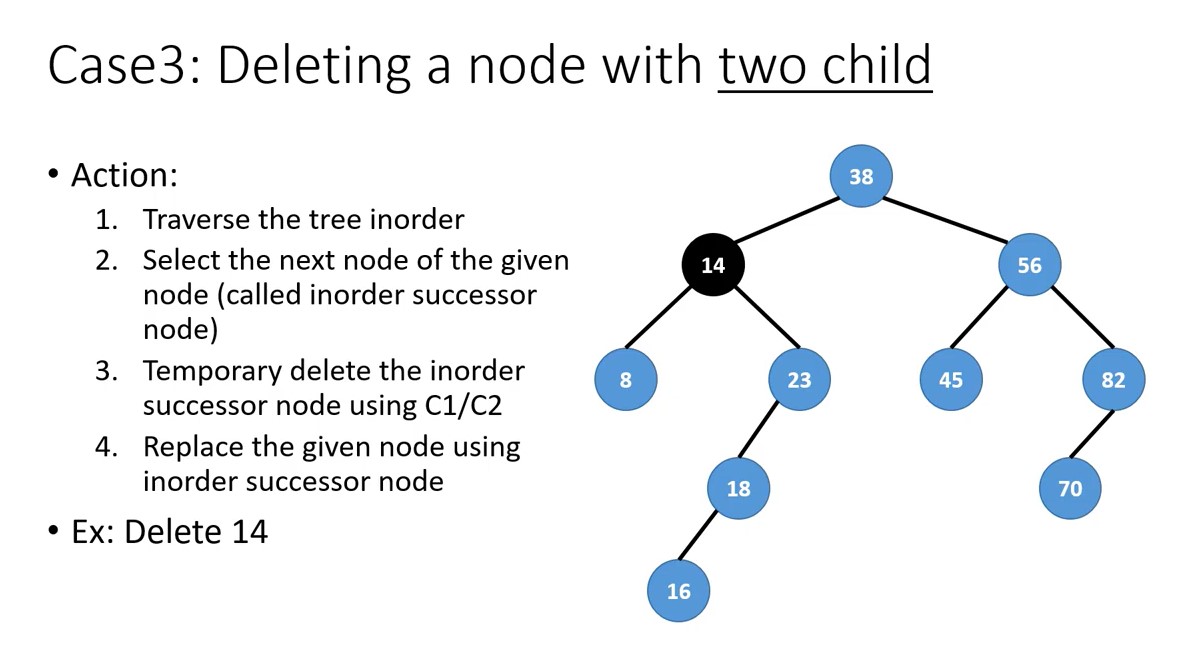 Case3: Deleting a node with two child
• Action:
1. Traverse the tree inorder
2. Select the next node of the given
node (called inorder successor
node)
3. Temporary delete the inorder
successor node using C1/C2
4. Replace the given node using
inorder successor node
• Ex: Delete 14
38
14
56
8
23
45
82
18
70
16